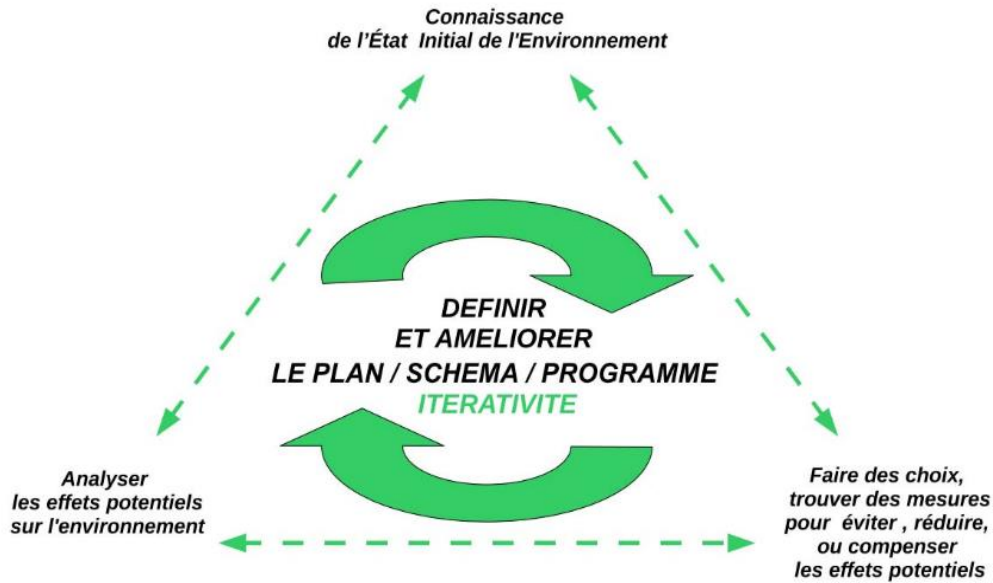 Connaissance
de l'État Initial de l'Environnement
DEFINIR
ET AMELIORER
LE PLAN / SCHEMA / PROGRAMME
ITERATIVITE
Analyser
les effets potentiels
sur l'environnement
Faire des choix,
trouver des mesures
pour éviter , réduire,
ou compenser
les effets potentiels